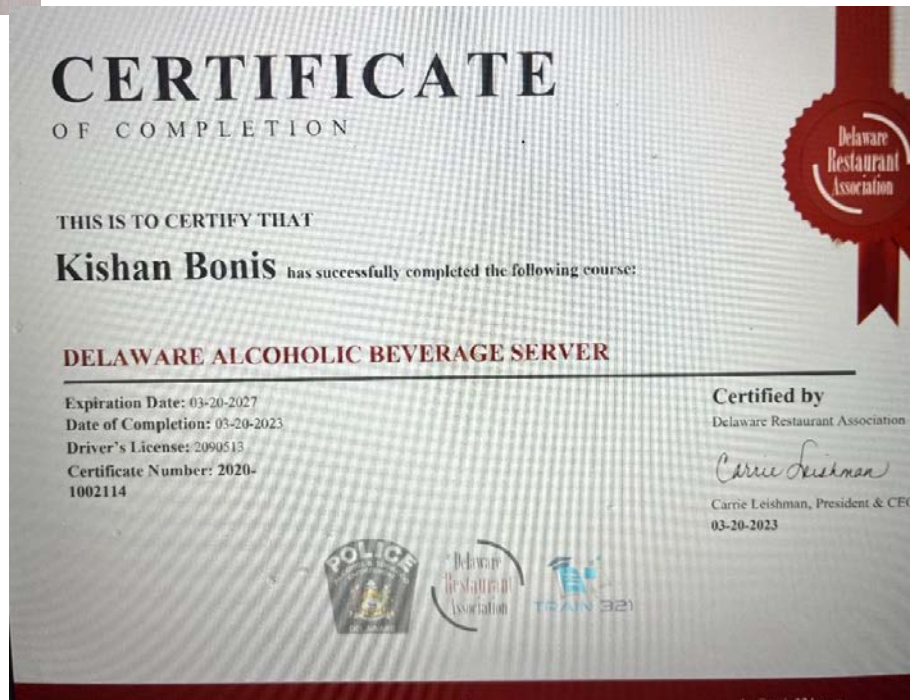 CERTIFICATE
OF COMPLETION
Delaware
Restaurant
Association
THIS IS TO CERTIFY THAT
Kishan Bonis has successfully completed the following course:
DELAWARE ALCOHOLIC BEVERAGE SERVER
Expiration Date: 03-20-2027
Date of Completion: 03-20-2023
Driver's License: 2090513
Certificate Number: 2020-
1002114
Certified by
Delaware Restaurant Association
Carrie Leishman
Carrie Leishman, President & CEO
03-20-2023
POLICE
Delaware
Restaurant
Association
TRAIN 321